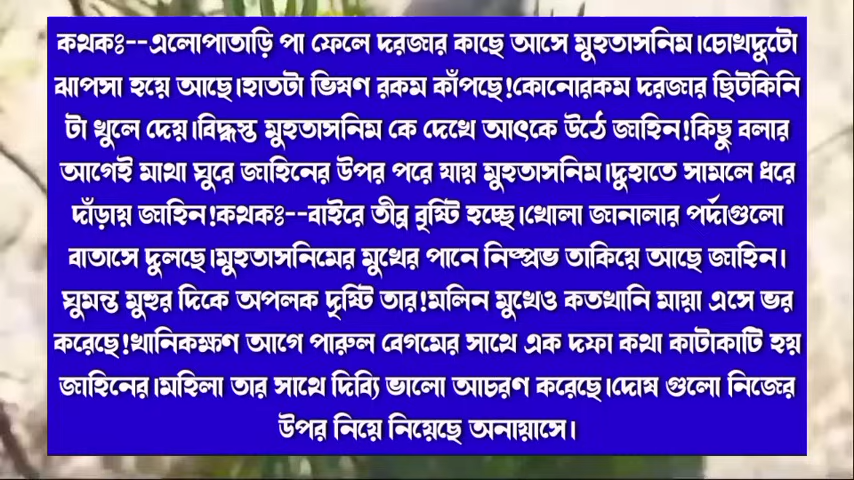 কথকঃ--এলোপাতাড়ি পা ফেলে দরজার কাছে আসে মুহতাসনিম।চোখদুটো
ঝাপসা হয়ে আছে।হাতটা ভিষণ রকম কাঁপছে!কোনোরকম দরজার ছিটকিনি
টা খুলে দেয়।বিদ্ধস্ত মুহতাসনিম কে দেখে আৎকে উঠে জাহিন!কিছু বলার
আগেই মাথা ঘুরে জাহিনের উপর পরে যায় মুহতাসনিম।দুহাতে সামলে ধরে
দাঁড়ায় জাহিন!কথকঃ--বাইরে তীব্র বৃষ্টি হচ্ছে।খোলা জানালার পর্দাগুলো
বাতাসে দুলছে।মুহতাসনিমের মুখের পানে নিষ্প্রভ তাকিয়ে আছে জাহিন।
ঘুমন্ত মুহুর দিকে অপলক দৃষ্টি তার!মলিন মুখেও কতখানি মায়া এসে ভর
করেছে!খানিকক্ষণ আগে পারুল বেগমের সাথে এক দফা কথা কাটাকাটি হয়
জাহিনের।মহিলা তার সাথে দিব্যি ভালো আচরণ করেছে।দোষ গুলো নিজের
উপর নিয়ে নিয়েছে অনায়াসে।